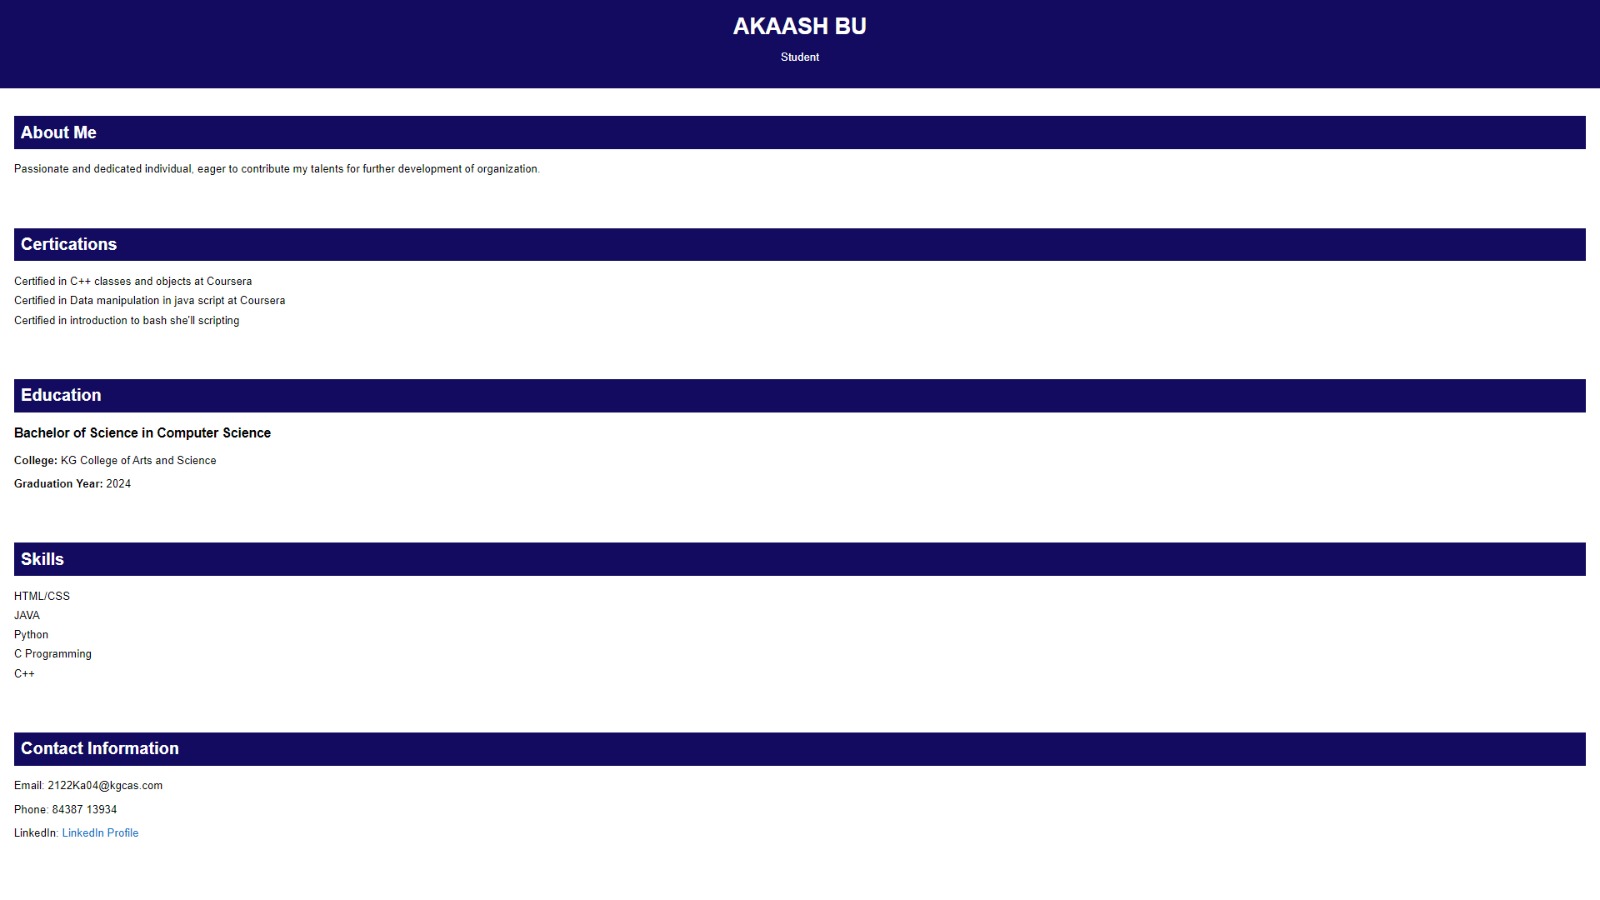 AKAASH BU
Student
About Me
Passionate and dedicated individual, eager to contribute my talents for further development of organization.
Certications
Certified in C++ classes and objects at Coursera
Certified in Data manipulation in java script at Coursera
Certified in introduction to bash she'll scripting
Education
Bachelor of Science in Computer Science
College: KG College of Arts and Science
Graduation Year: 2024
Skills
HTML/CSS
JAVA
Python
C Programming
C++
Contact Information
Email: 2122Ka04@kgcas.com
Phone: 84387 13934
LinkedIn: LinkedIn Profile